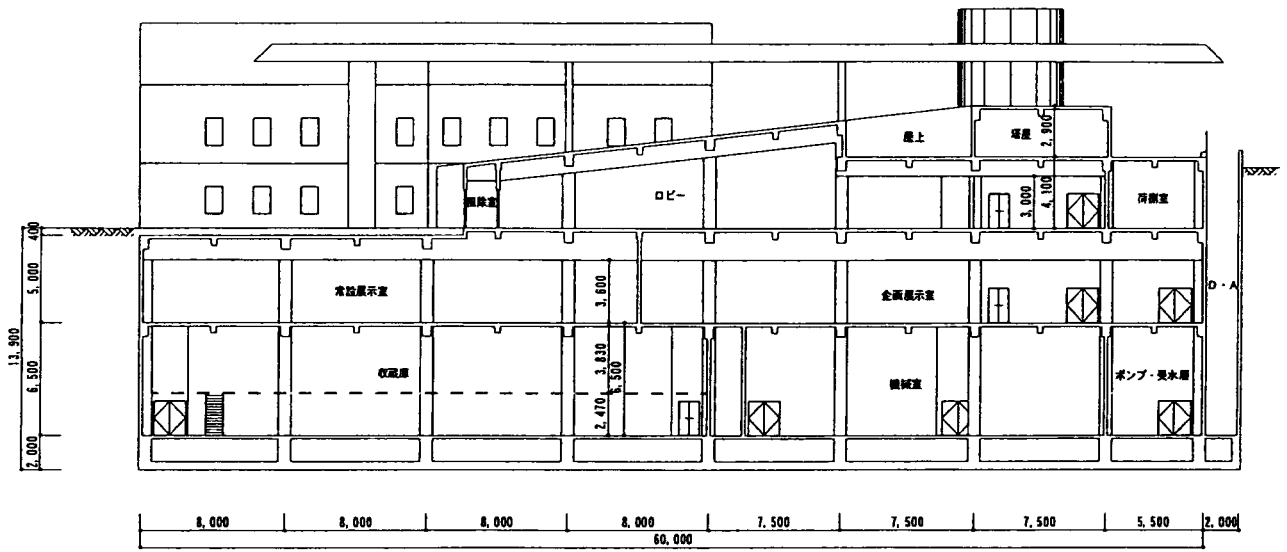 屋上
塔屋
2,900
風除室
ロビー
3,000
4,100
荷捌室
400
5,000
6,500
2,000
13,900
常設展示室
3,600
企画展示室
D・A
収蔵庫
3,830
6,500
2,470
機械室
ポンプ・受水層
8,000 8,000 8,000 8,000 7,500 7,500 7,500 5,500 2,000
60,000